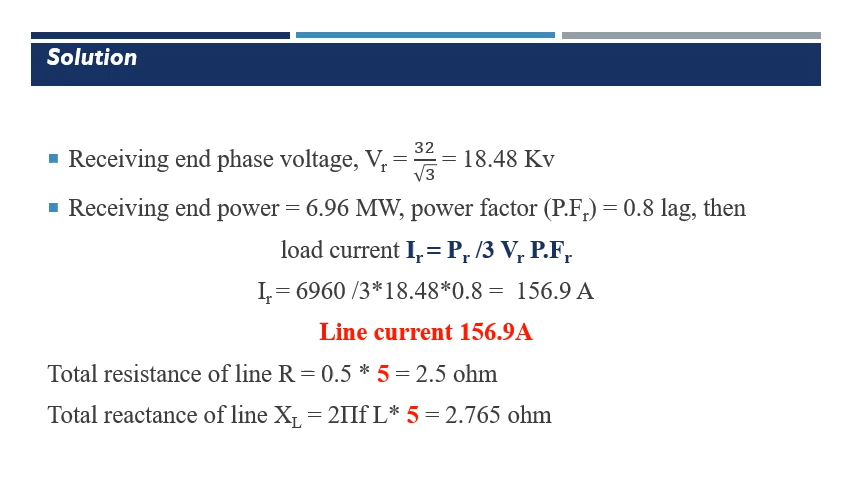 Solution
▪ Receiving end phase voltage, Vr = 32/√3 = 18.48 Kv
▪ Receiving end power = 6.96 MW, power factor (P.Fr) = 0.8 lag, then
load current Ir = Pr /3 Vr P.Fr
Ir = 6960 /3*18.48*0.8 = 156.9 A
Line current 156.9A
Total resistance of line R = 0.5 * 5 = 2.5 ohm
Total reactance of line XL = 2Πf L* 5 = 2.765 ohm